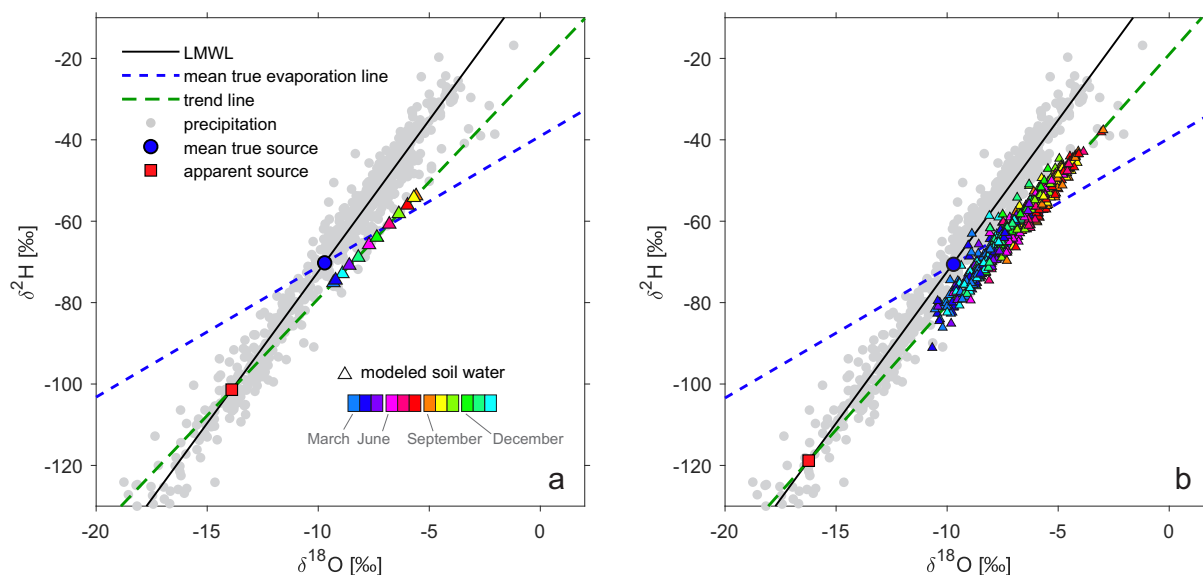 LMWL
mean true evaporation line
trend line
precipitation
mean true source
apparent source
-20
-40
-60
-80
-100
-120
δ²H [‰]
△ modeled soil water
March June September December
a
-20 -15 -10 -5 0
δ¹⁸O [‰]
-20
-40
-60
-80
-100
-120
δ²H [‰]
b
-20 -15 -10 -5 0
δ¹⁸O [‰]